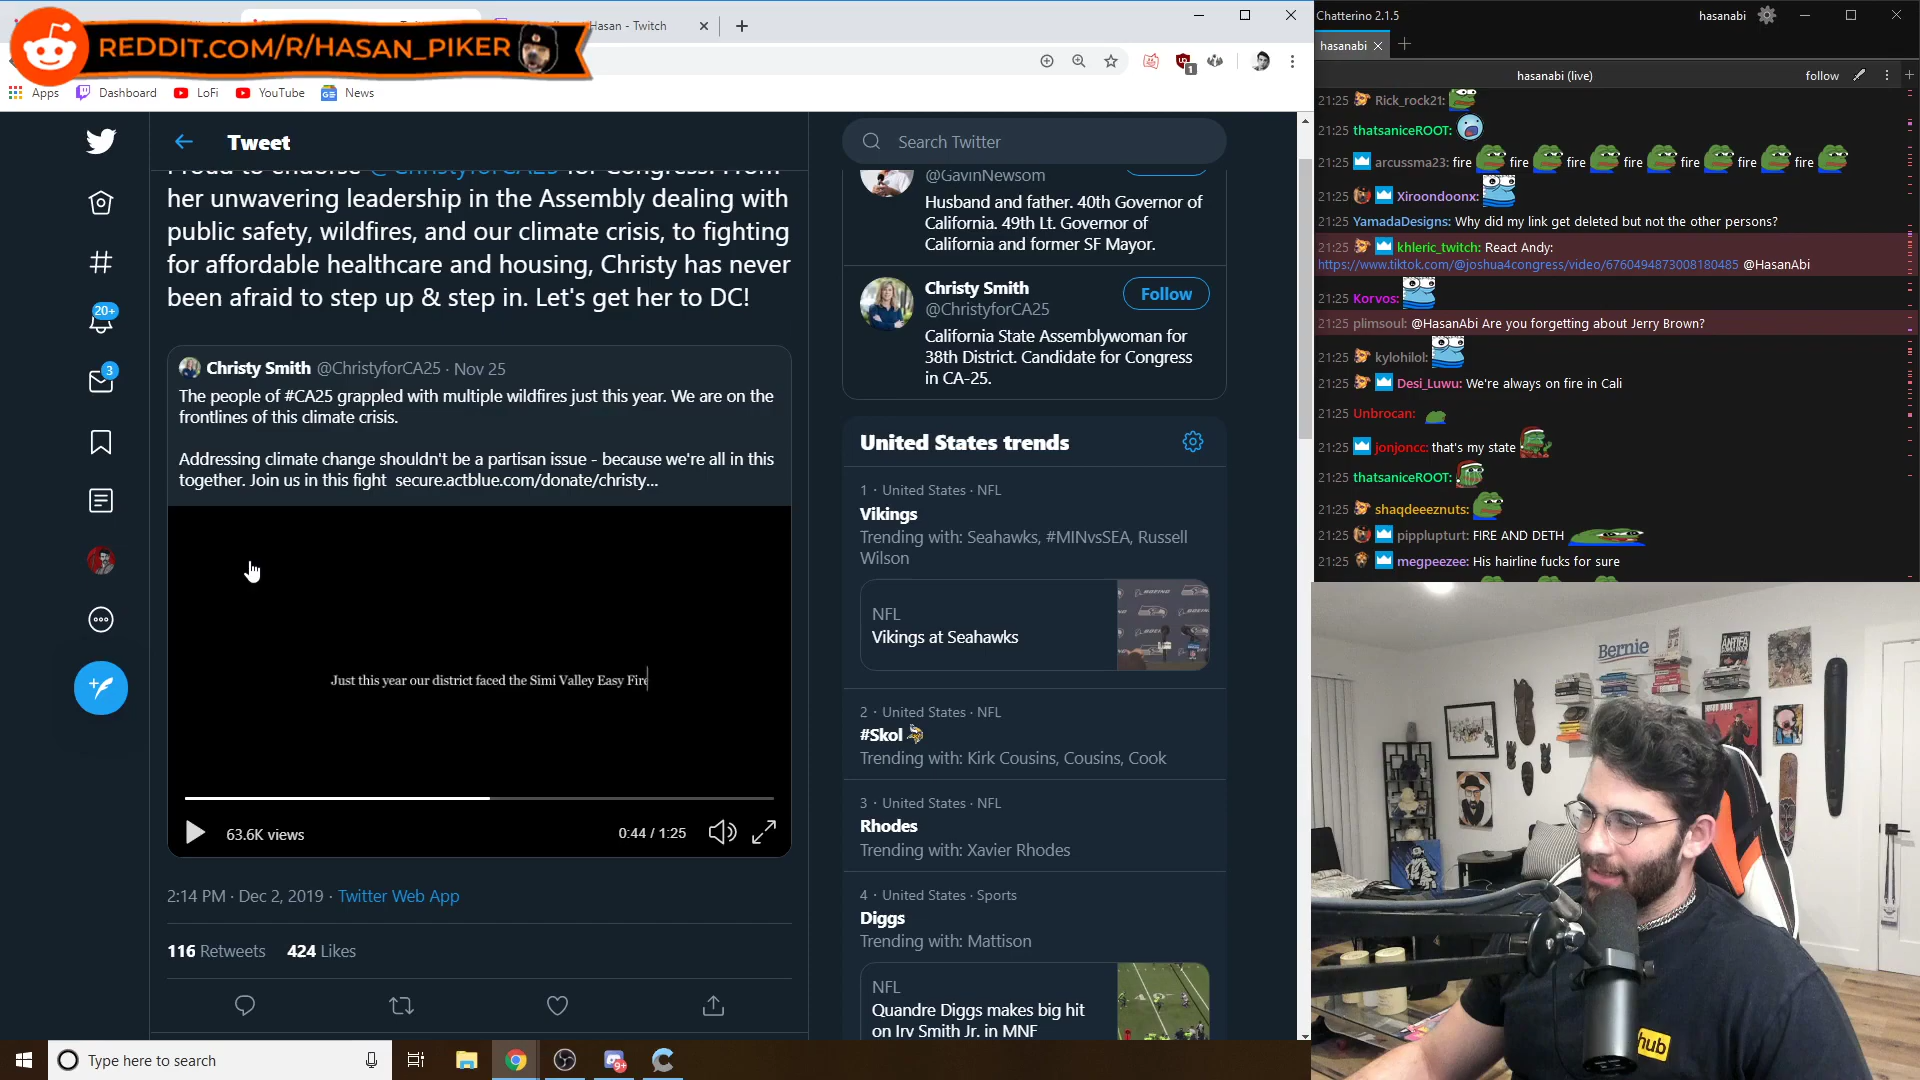 REDDIT.COM/R/HASAN_PIKER
Hasan - Twitch
Apps
Dashboard
LoFi
YouTube
News
Tweet
her unwavering leadership in the Assembly dealing with
public safety, wildfires, and our climate crisis, to fighting
for affordable healthcare and housing, Christy has never
been afraid to step up & step in. Let's get her to DC!
20+
3
Christy Smith @ChristyforCA25 · Nov 25
The people of #CA25 grappled with multiple wildfires just this year. We are on the
frontlines of this climate crisis.
Addressing climate change shouldn't be a partisan issue - because we're all in this
together. Join us in this fight secure.actblue.com/donate/christy...
Just this year our district faced the Simi Valley Easy Fire
63.6K views
0:44 / 1:25
2:14 PM · Dec 2, 2019 · Twitter Web App
116 Retweets 424 Likes
Search Twitter
@GavinNewsom
Husband and father. 40th Governor of
California. 49th Lt. Governor of
California and former SF Mayor.
Christy Smith
@ChristyforCA25
Follow
California State Assemblywoman for
38th District. Candidate for Congress
in CA-25.
United States trends
1 · United States · NFL
Vikings
Trending with: Seahawks, #MINvsSEA, Russell
Wilson
NFL
Vikings at Seahawks
2 · United States · NFL
#Skol
Trending with: Kirk Cousins, Cousins, Cook
3 · United States · NFL
Rhodes
Trending with: Xavier Rhodes
4 · United States · Sports
Diggs
Trending with: Mattison
NFL
Quandre Diggs makes big hit
on Irv Smith Jr. in MNF
Type here to search
Chatterino 2.1.5
hasanabi
hasanabi
hasanabi (live)
follow
21:25 Rick_rock21:
21:25 thatsaniceROOT:
21:25 arcussma23: fire fire fire fire fire fire fire
21:25 Xiroondoonx:
21:25 YamadaDesigns: Why did my link get deleted but not the other persons?
21:25 khleric_twitch: React Andy:
https://www.tiktok.com/@joshua4congress/video/6760494873008180485 @HasanAbi
21:25 Korvos:
21:25 plimsoul: @HasanAbi Are you forgetting about Jerry Brown?
21:25 kylohilol:
21:25 Desi_Luwu: We're always on fire in Cali
21:25 Unbrocan:
21:25 jonjoncc: that's my state
21:25 thatsaniceROOT:
21:25 shaqdeeeznuts:
21:25 pipplupturt: FIRE AND DETH
21:25 megpeezee: His hairline fucks for sure
Bernie
hub